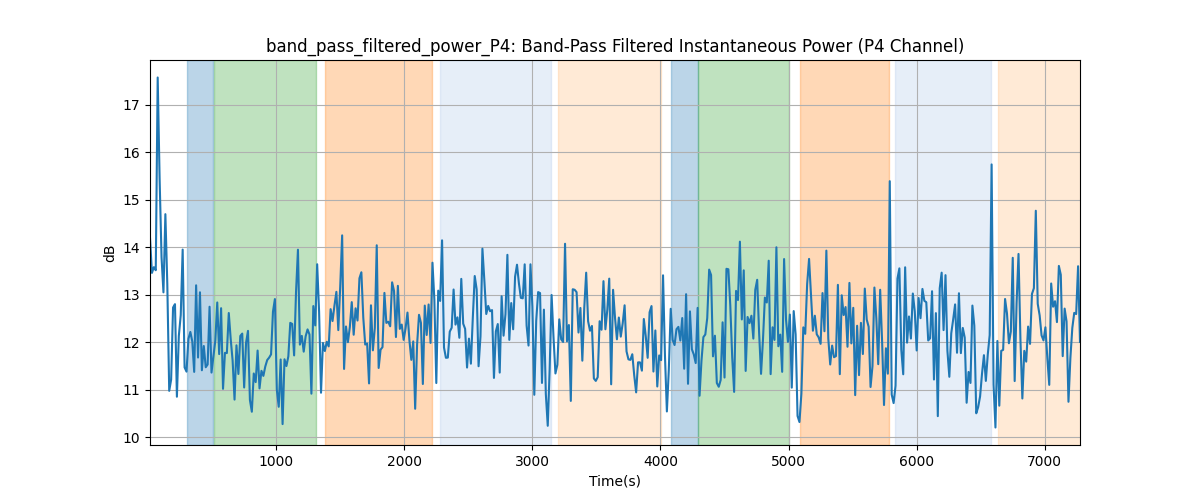 band_pass_filtered_power_P4: Band-Pass Filtered Instantaneous Power (P4 Channel)
17
16
15
14
13
12
11
10
dB
1000 2000 3000 4000 5000 6000 7000
Time(s)